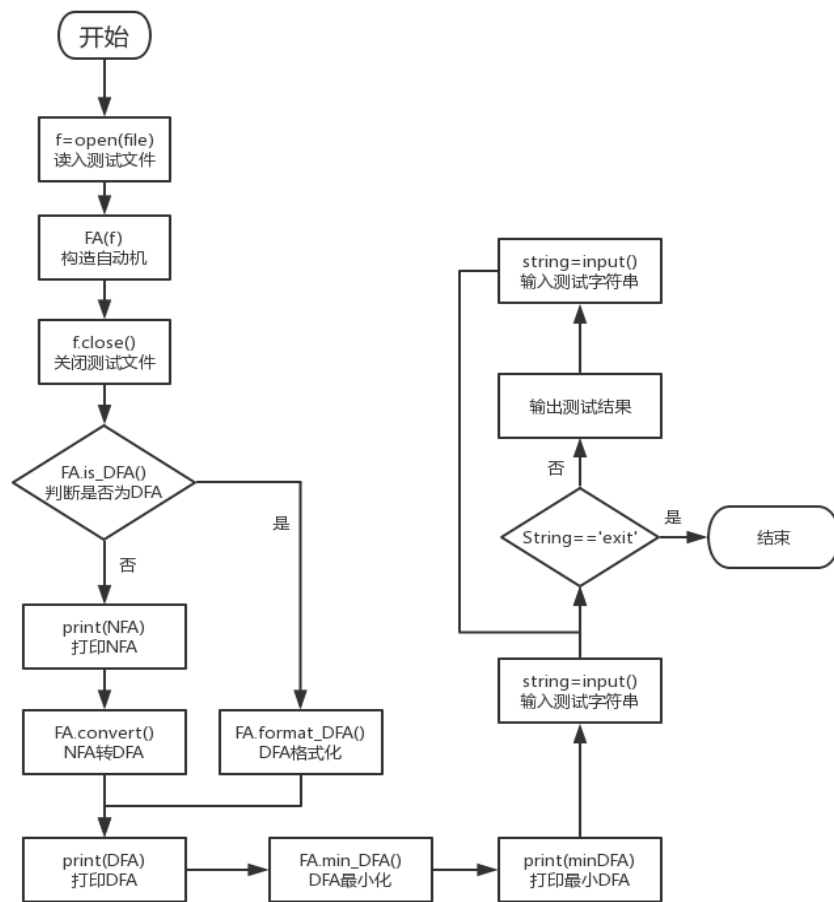 开始
f=open(file)
读入测试文件
FA(f)
构造自动机
f.close()
关闭测试文件
FA.is_DFA()
判断是否为DFA
是
否
print(NFA)
打印NFA
FA.convert()
NFA转DFA
FA.format_DFA()
DFA格式化
print(DFA)
打印DFA
FA.min_DFA()
DFA最小化
print(minDFA)
打印最小DFA
string=input()
输入测试字符串
String=='exit'
是
结束
否
输出测试结果
string=input()
输入测试字符串